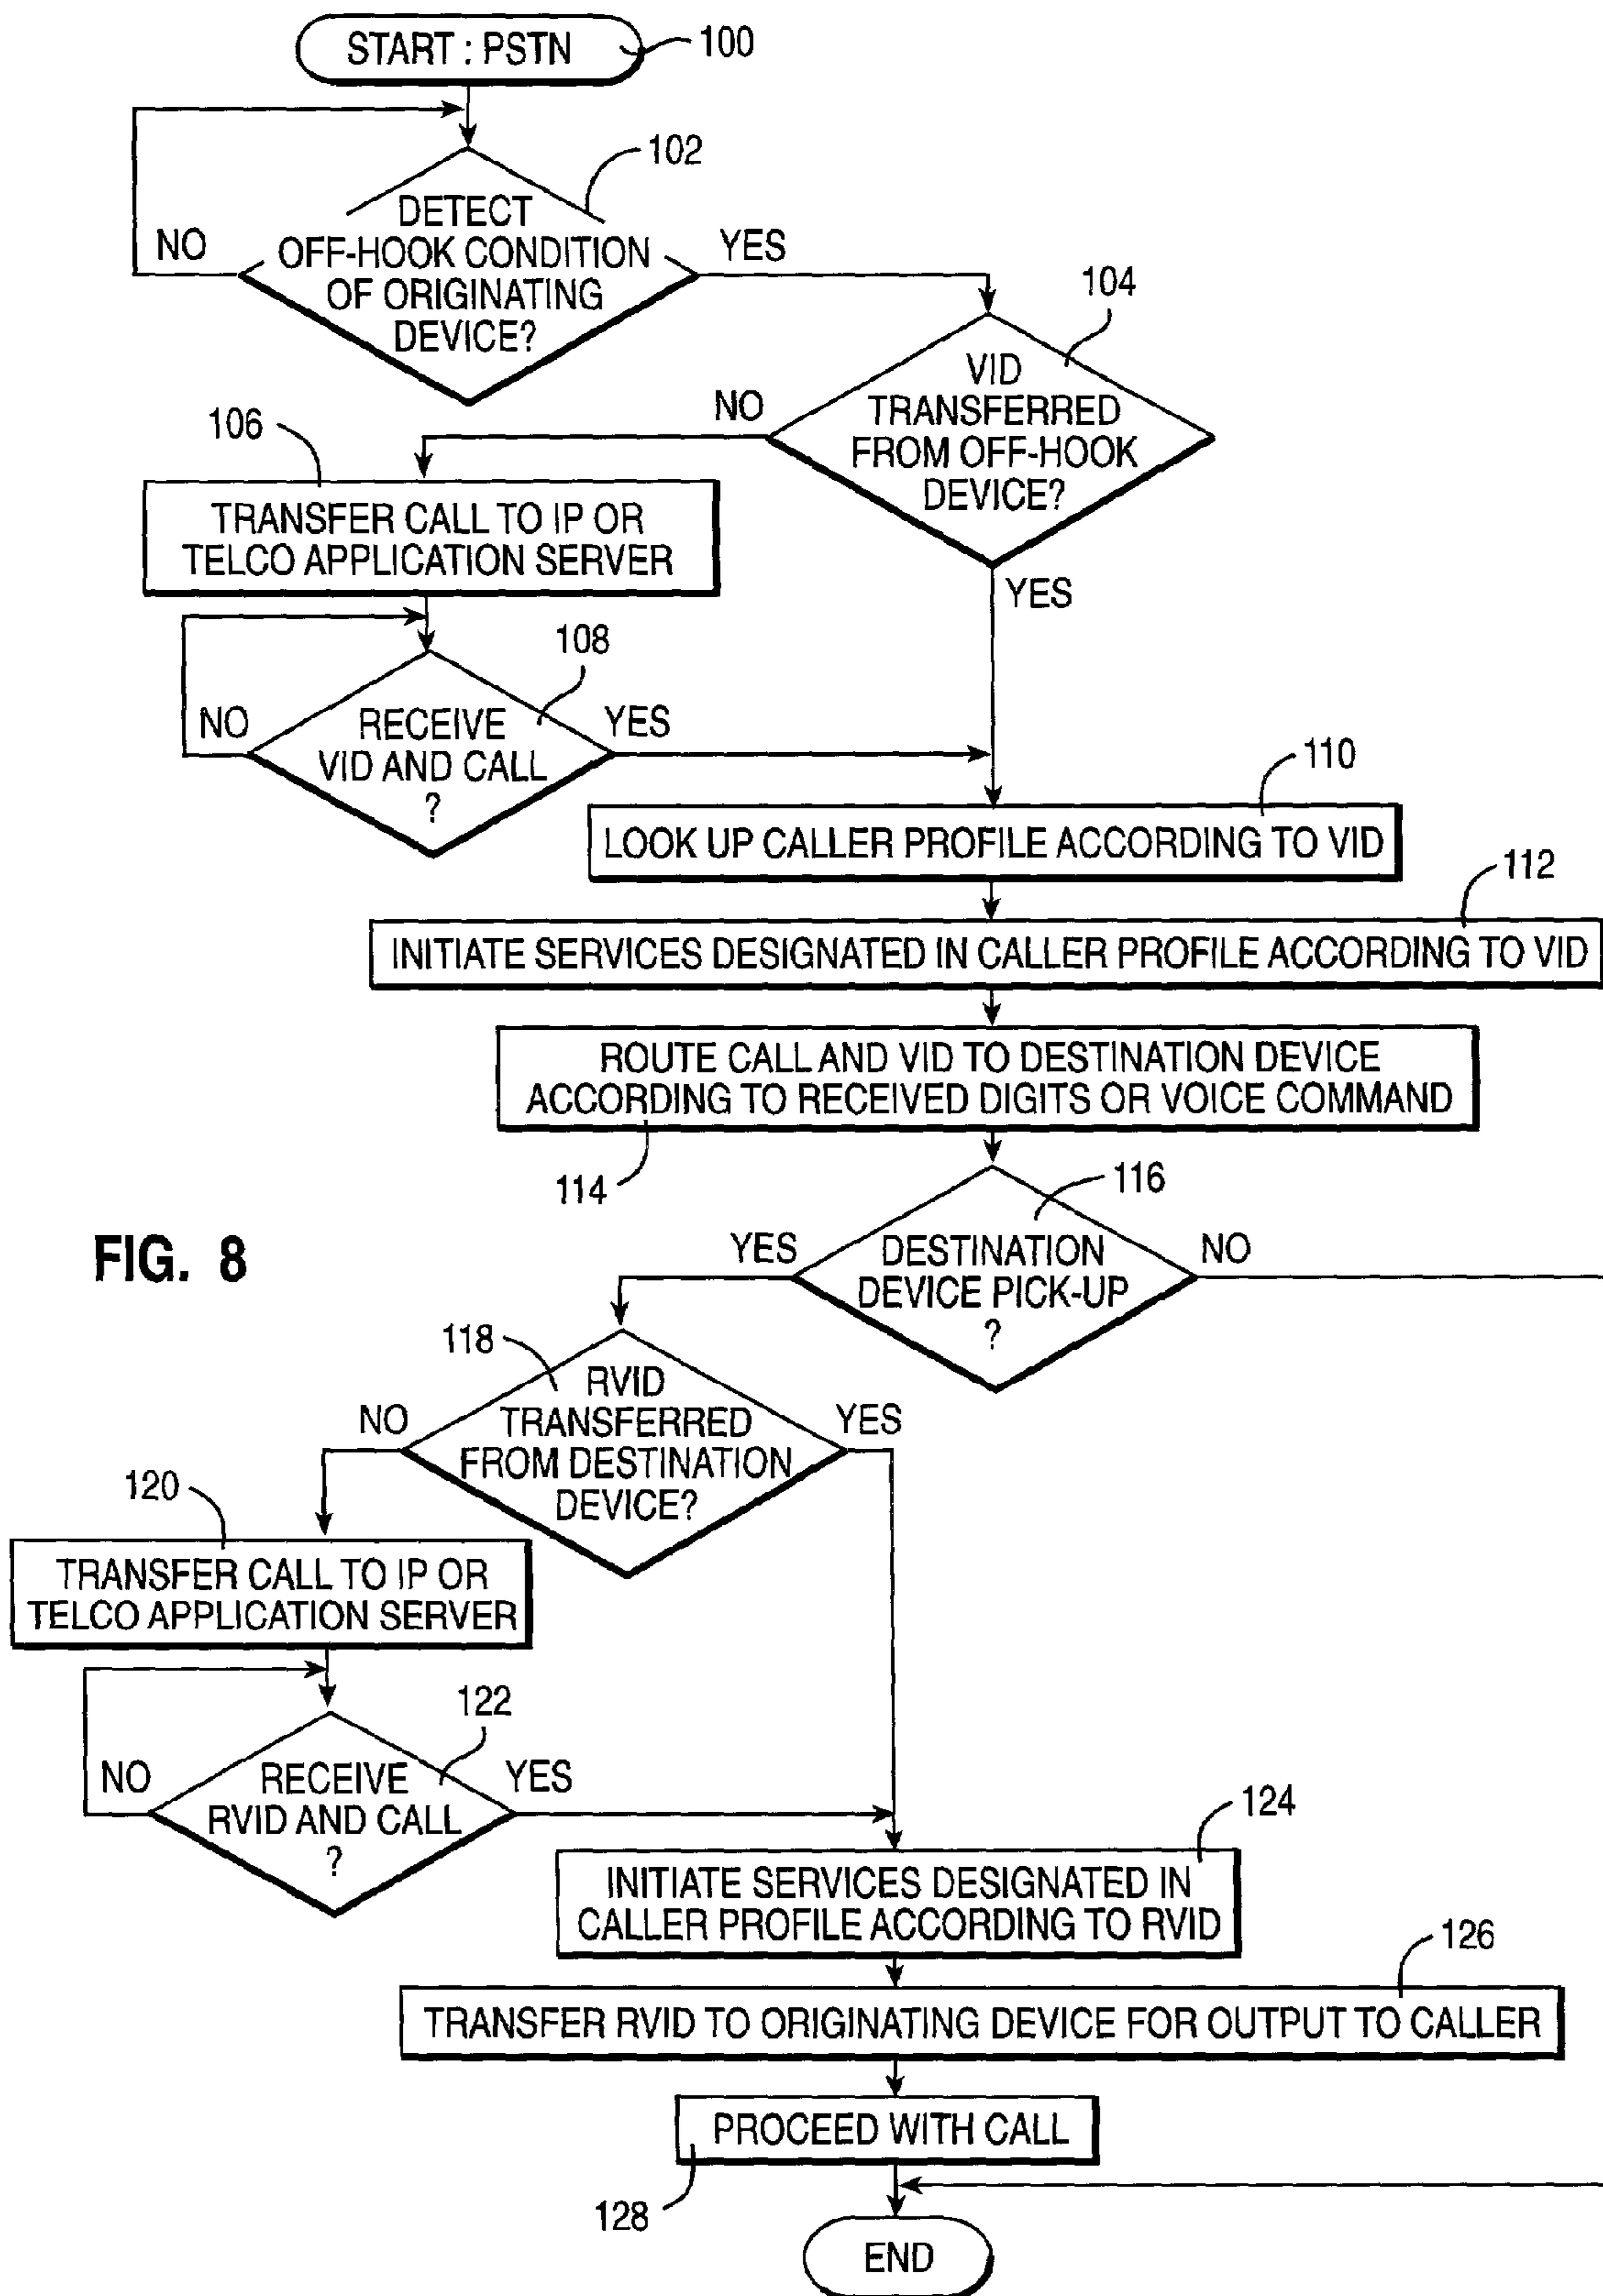 START : PSTN
100
102
DETECT
OFF-HOOK CONDITION
OF ORIGINATING
DEVICE?
NO
YES
104
VID
TRANSFERRED
FROM OFF-HOOK
DEVICE?
NO
YES
106
TRANSFER CALL TO IP OR
TELCO APPLICATION SERVER
108
RECEIVE
VID AND CALL
?
NO
YES
110
LOOK UP CALLER PROFILE ACCORDING TO VID
112
INITIATE SERVICES DESIGNATED IN CALLER PROFILE ACCORDING TO VID
ROUTE CALL AND VID TO DESTINATION DEVICE
ACCORDING TO RECEIVED DIGITS OR VOICE COMMAND
114
116
DESTINATION
DEVICE PICK-UP
?
YES
NO
FIG. 8
118
RVID
TRANSFERRED
FROM DESTINATION
DEVICE?
NO
YES
120
TRANSFER CALL TO IP OR
TELCO APPLICATION SERVER
122
RECEIVE
RVID AND CALL
?
NO
YES
124
INITIATE SERVICES DESIGNATED IN
CALLER PROFILE ACCORDING TO RVID
126
TRANSFER RVID TO ORIGINATING DEVICE FOR OUTPUT TO CALLER
PROCEED WITH CALL
128
END